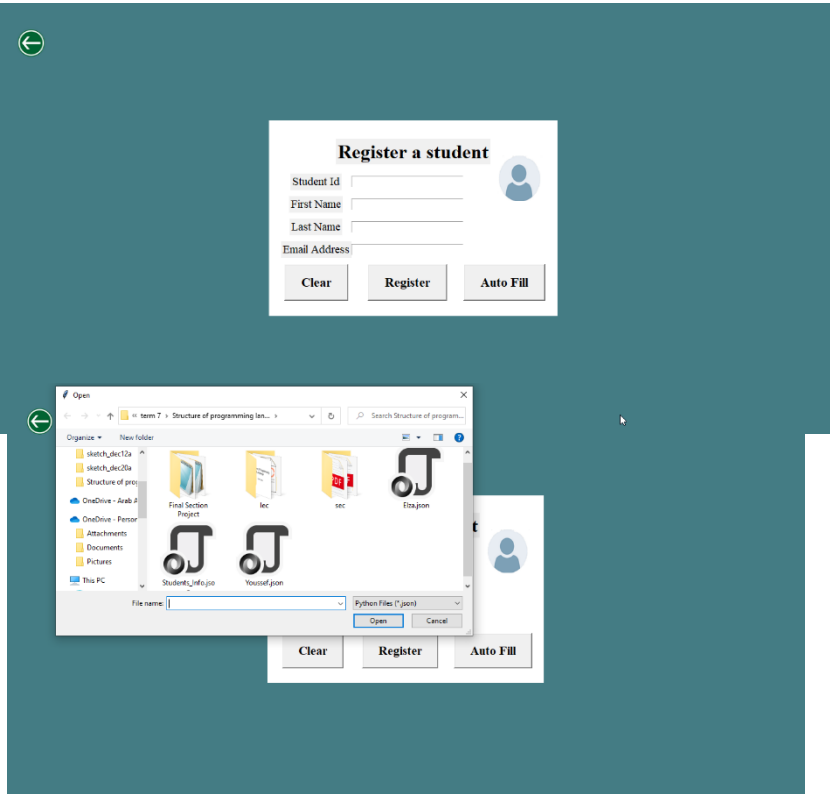 Register a student
Student Id
First Name
Last Name
Email Address
Clear Register Auto Fill
Open
« term 7 › Structure of programming lan... ›
Search Structure of program...
Organize New folder
sketch_dec12a
sketch_dec20a
Structure of prog
OneDrive - Arab A
OneDrive - Person
Attachments
Documents
Pictures
This PC
Final Section
Project
lec
PDF
sec
Elza.json
Students_Info.jso
Youssef.json
t
File name:
Python Files (*.json)
Open Cancel
Clear Register Auto Fill